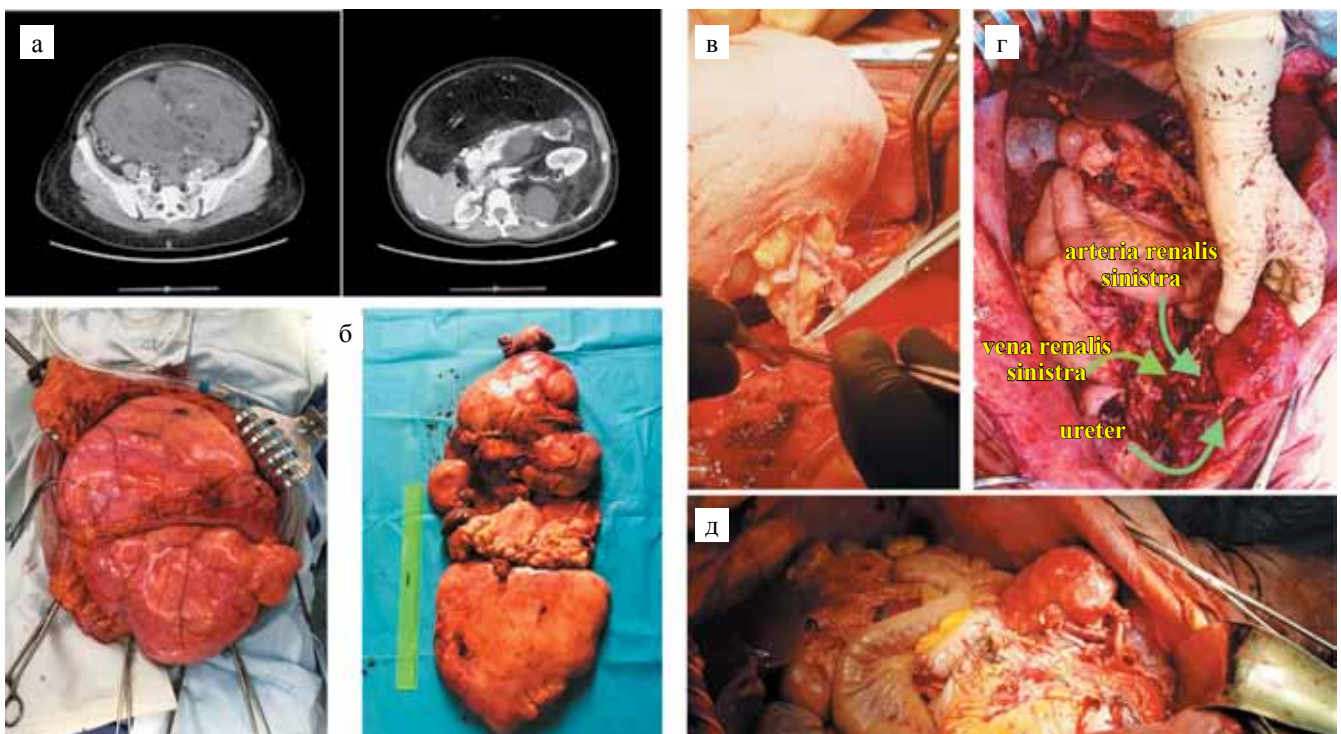 а
б
в
г
arteria renalis
sinistra
vena renalis
sinistra
ureter
д